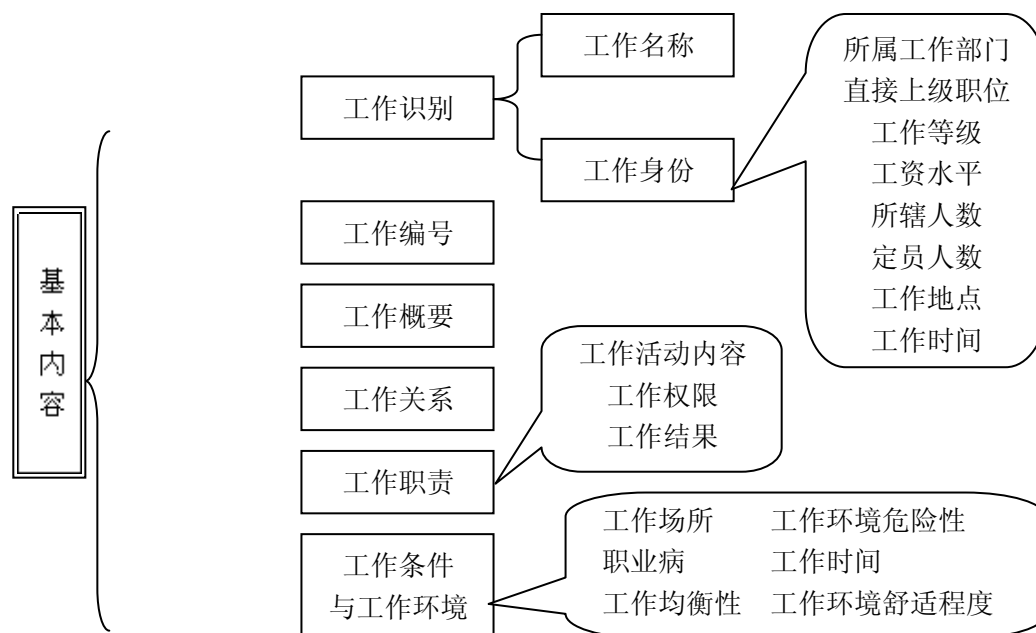 基
本
内
容
工作识别
工作名称
工作身份
所属工作部门
直接上级职位
工作等级
工资水平
所辖人数
定员人数
工作地点
工作时间
工作编号
工作概要
工作关系
工作职责
工作活动内容
工作权限
工作结果
工作条件
与工作环境
工作场所 工作环境危险性
职业病 工作时间
工作均衡性 工作环境舒适程度